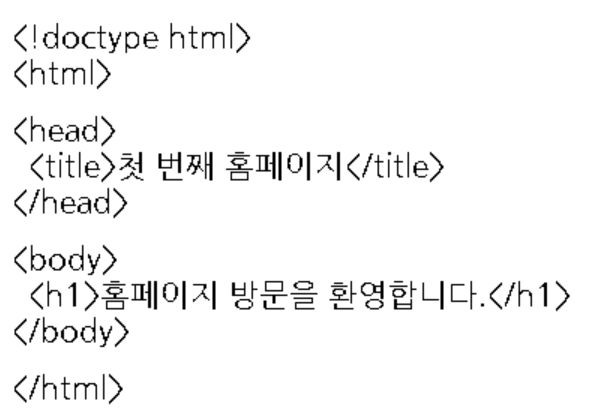 <!doctype html>
<html>
<head>
<title>첫 번째 홈페이지</title>
</head>
<body>
<h1>홈페이지 방문을 환영합니다.</h1>
</body>
</html>